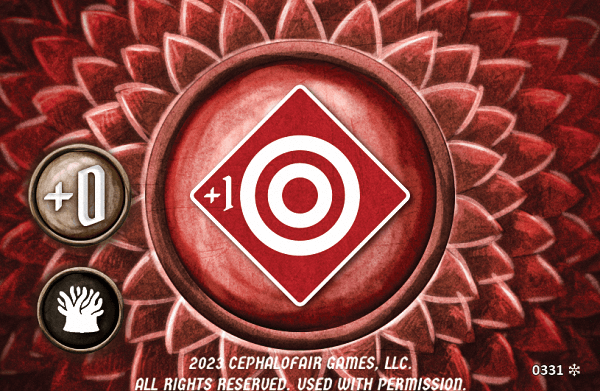 +1
+0
2023 CEPHALOFAIR GAMES, LLC.
ALL RIGHTS RESERVED. USED WITH PERMISSION.
0331